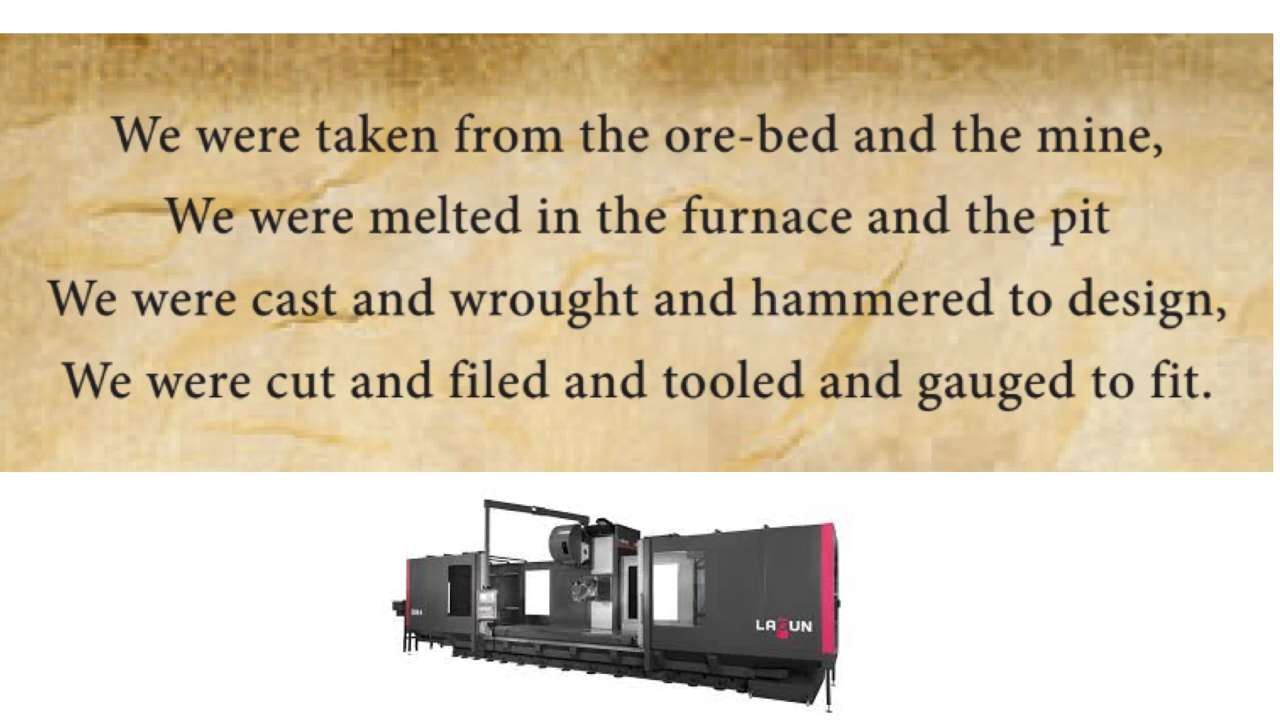 We were taken from the ore-bed and the mine,
We were melted in the furnace and the pit
We were cast and wrought and hammered to design,
We were cut and filed and tooled and gauged to fit.
LAGUN